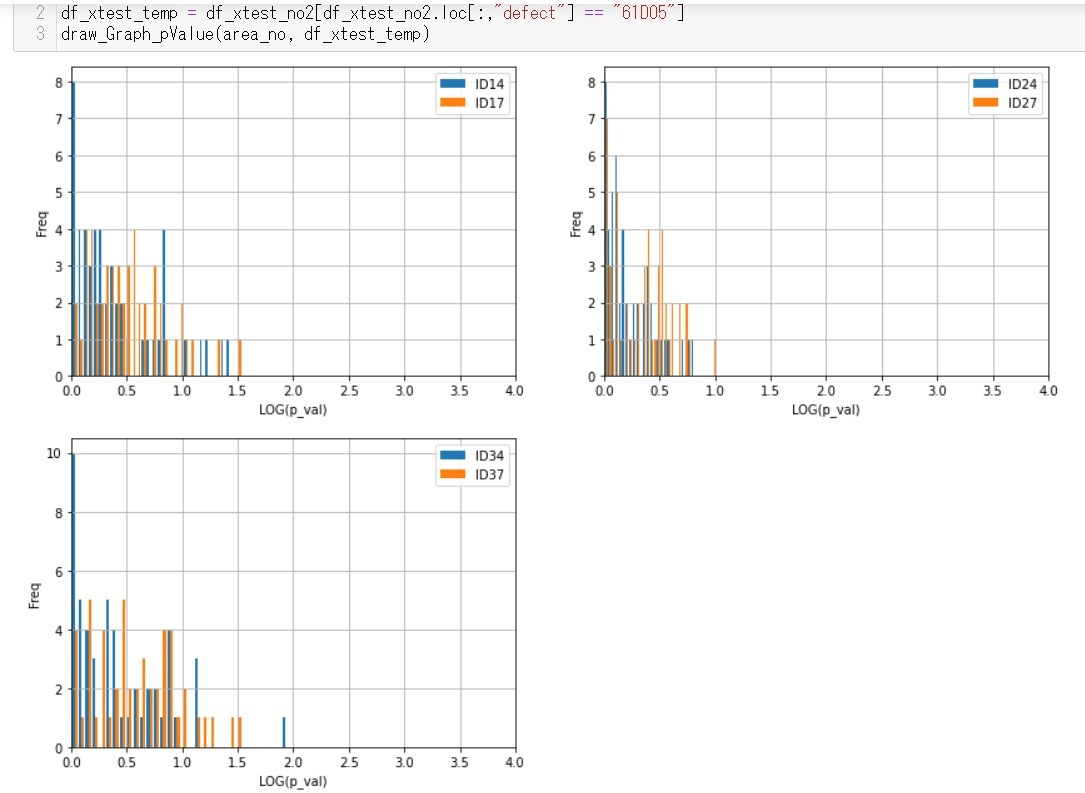 2 df_xtest_temp = df_xtest_no2[df_xtest_no2.loc[:,"defect"] == "61D05"]
3 draw_Graph_pValue(area_no, df_xtest_temp)
ID14
ID17
8
7
6
5
4
3
2
1
0
Freq
0.0 0.5 1.0 1.5 2.0 2.5 3.0 3.5 4.0
LOG(p_val)
ID24
ID27
8
7
6
5
4
3
2
1
0
Freq
0.0 0.5 1.0 1.5 2.0 2.5 3.0 3.5 4.0
LOG(p_val)
ID34
ID37
10
8
6
4
2
0
Freq
0.0 0.5 1.0 1.5 2.0 2.5 3.0 3.5 4.0
LOG(p_val)